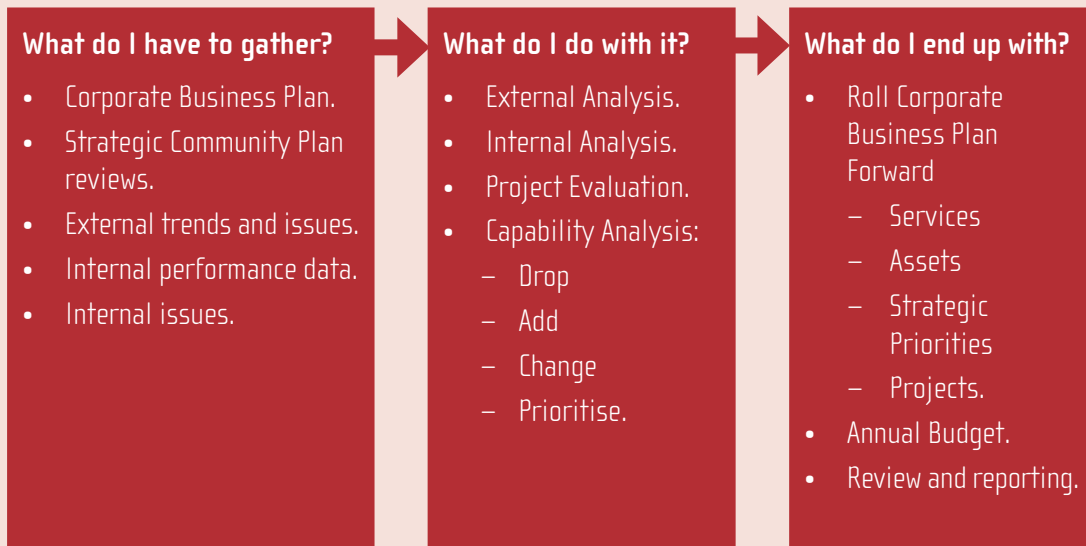 What do I have to gather?
• Corporate Business Plan.
• Strategic Community Plan
reviews.
• External trends and issues.
• Internal performance data.
• Internal issues.
What do I do with it?
• External Analysis.
• Internal Analysis.
• Project Evaluation.
• Capability Analysis:
– Drop
– Add
– Change
– Prioritise.
What do I end up with?
• Roll Corporate
Business Plan
Forward
– Services
– Assets
– Strategic
Priorities
– Projects.
• Annual Budget.
• Review and reporting.